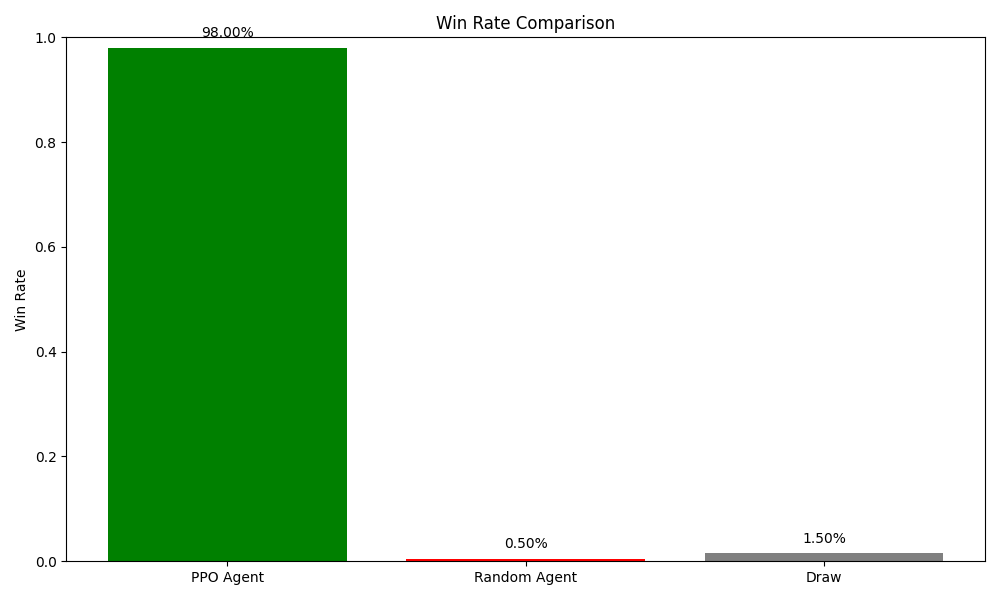 Win Rate Comparison
98.00%
1.0
0.8
0.6
0.4
0.2
0.0
Win Rate
0.50%
1.50%
PPO Agent
Random Agent
Draw